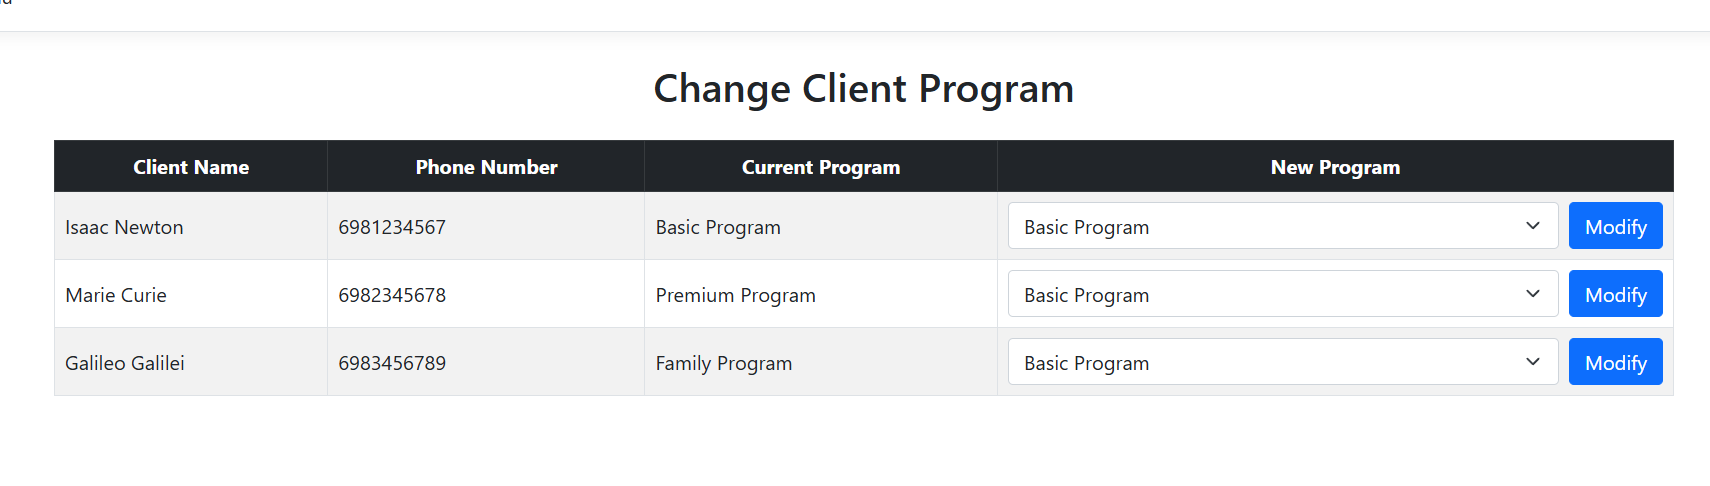 Change Client Program
Client Name Phone Number Current Program New Program
Isaac Newton 6981234567 Basic Program Basic Program Modify
Marie Curie 6982345678 Premium Program Basic Program Modify
Galileo Galilei 6983456789 Family Program Basic Program Modify